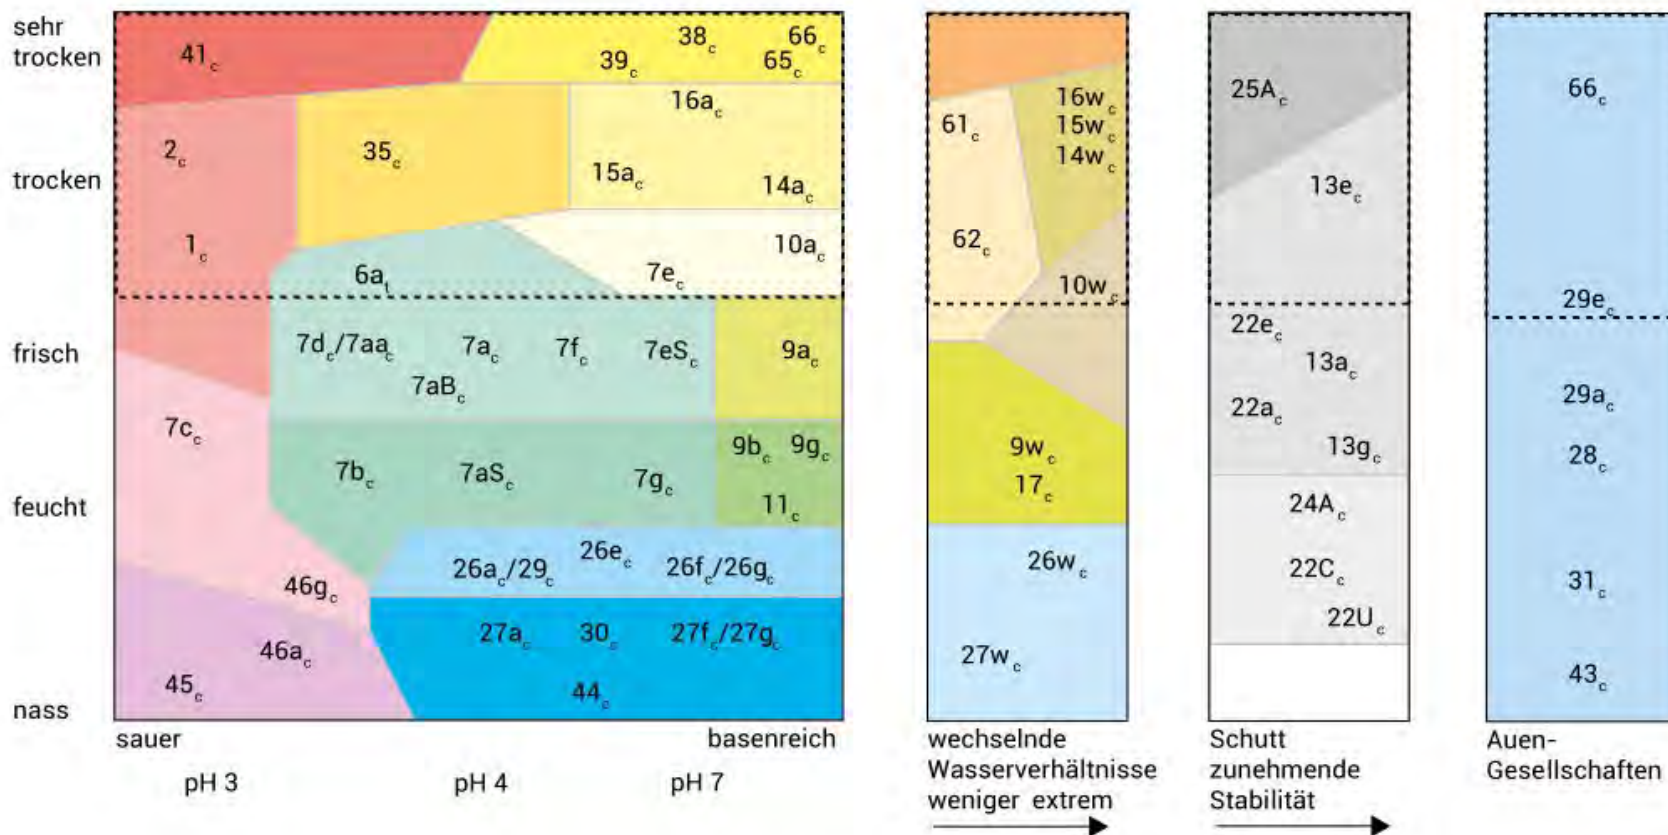 sehr
trocken
trocken
frisch
feucht
nass
41c
38c
66c
39c
65c
2c
35c
16ac
15ac
14ac
1c
6at
7ec
10ac
7dc/7aac
7ac
7fc
7eSc
9ac
7aBc
7cc
7bc
7aSc
7gc
9bc
9gc
11c
26ec
26ac/29c
26fc/26gc
46gc
27ac
30c
27fc/27gc
46ac
45c
44c
sauer
basenreich
pH 3
pH 4
pH 7
61c
16wc
15wc
14wc
62c
10wc
9wc
17c
26wc
27wc
wechselnde
Wasserverhältnisse
weniger extrem
25Ac
13ec
22ec
13ac
22ac
13gc
24Ac
22Cc
22Uc
Schutt
zunehmende
Stabilität
66c
29ec
29ac
28c
31c
43c
Auen-
Gesellschaften